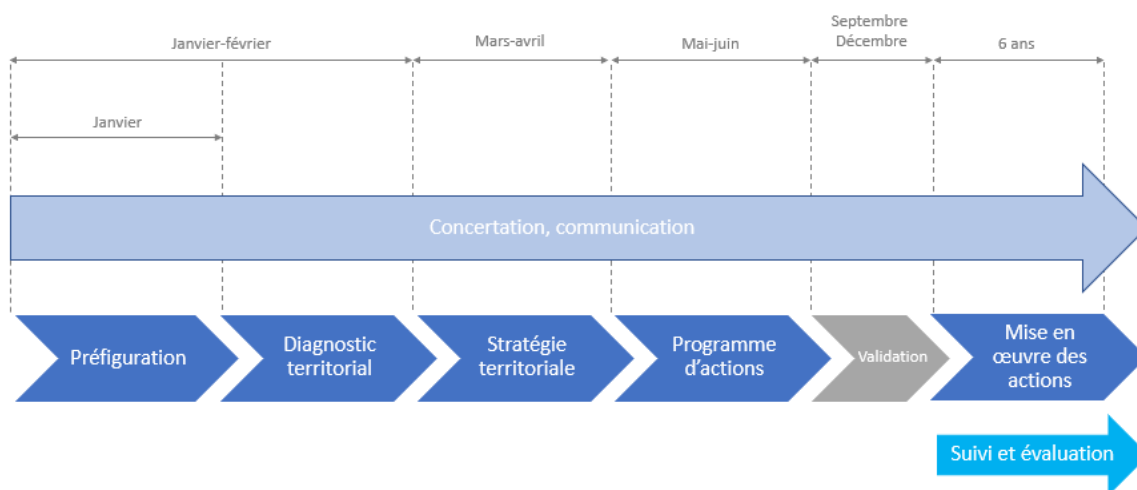 Janvier-février
Mars-avril
Mai-juin
Septembre
Décembre
6 ans
Janvier
Concertation, communication
Préfiguration
Diagnostic
territorial
Stratégie
territoriale
Programme
d'actions
Validation
Mise en
œuvre des
actions
Suivi et évaluation